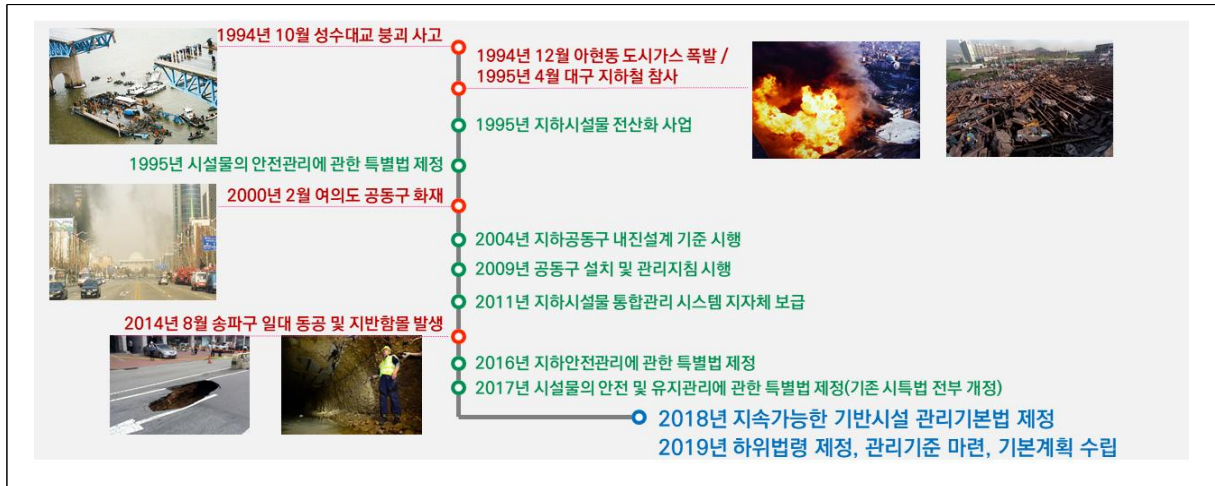 1994년 10월 성수대교 붕괴 사고
1994년 12월 아현동 도시가스 폭발 /
1995년 4월 대구 지하철 참사
1995년 지하시설물 전산화 사업
1995년 시설물의 안전관리에 관한 특별법 제정
2000년 2월 여의도 공동구 화재
2004년 지하공동구 내진설계 기준 시행
2009년 공동구 설치 및 관리지침 시행
2011년 지하시설물 통합관리 시스템 지자체 보급
2014년 8월 송파구 일대 동공 및 지반함몰 발생
2016년 지하안전관리에 관한 특별법 제정
2017년 시설물의 안전 및 유지관리에 관한 특별법 제정(기존 시특법 전부 개정)
2018년 지속가능한 기반시설 관리기본법 제정
2019년 하위법령 제정, 관리기준 마련, 기본계획 수립